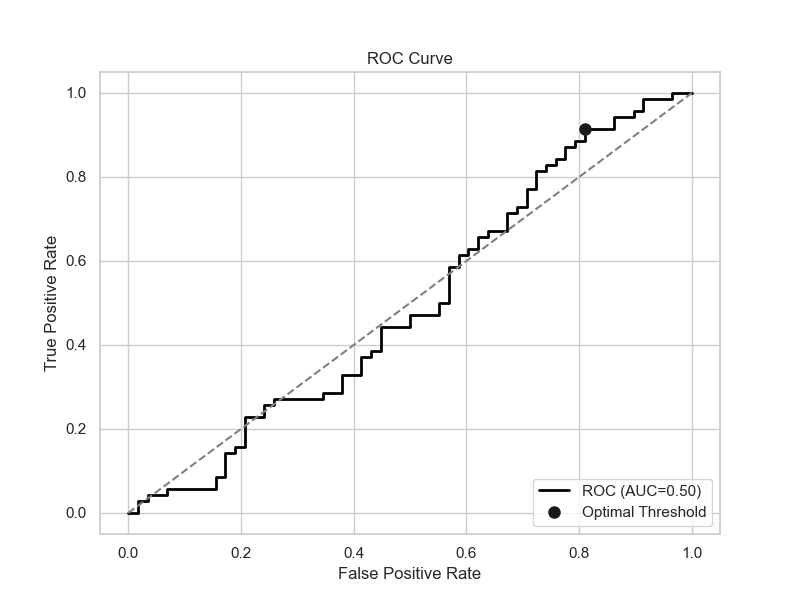 ROC Curve
1.0
0.8
0.6
0.4
0.2
0.0
True Positive Rate
0.0 0.2 0.4 0.6 0.8 1.0
False Positive Rate
ROC (AUC=0.50)
Optimal Threshold